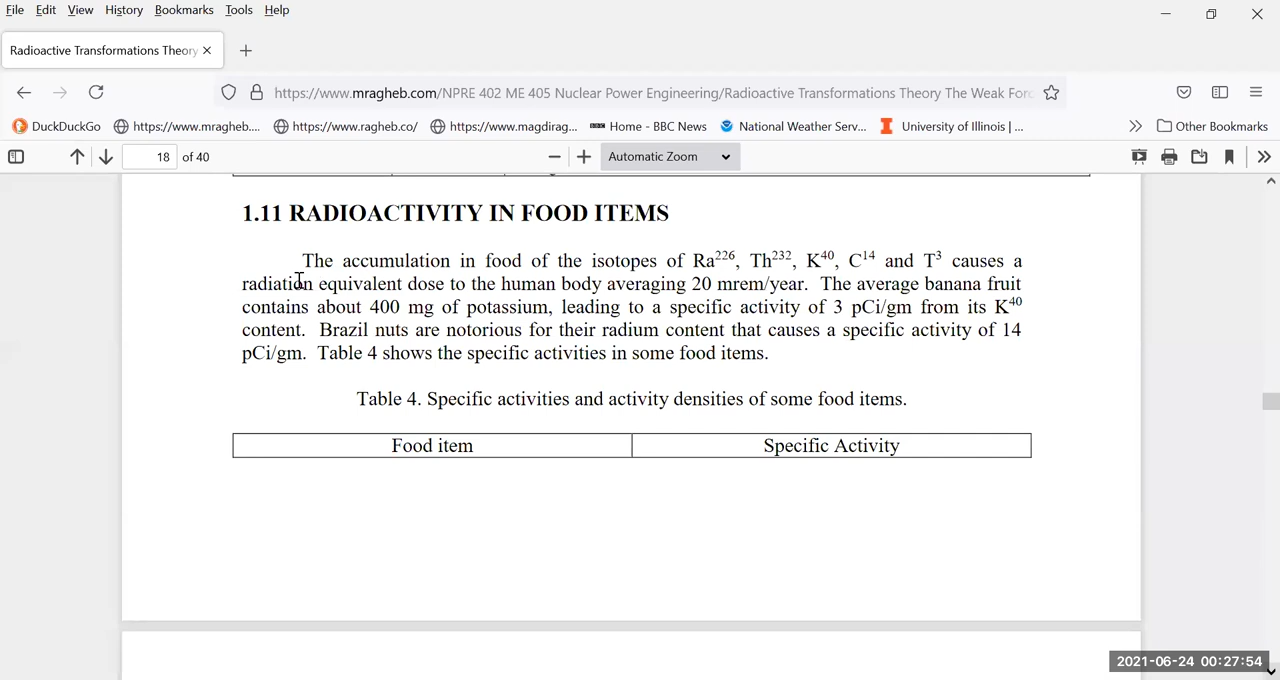 File Edit View History Bookmarks Tools Help
Radioactive Transformations Theory
https://www.mragheb.com/NPRE 402 ME 405 Nuclear Power Engineering/Radioactive Transformations Theory The Weak Forc
DuckDuckGo https://www.mragheb.... https://www.ragheb.co/ https://www.magdirag... BBC Home - BBC News National Weather Serv... University of Illinois |... Other Bookmarks
18 of 40 Automatic Zoom
1.11 RADIOACTIVITY IN FOOD ITEMS
The accumulation in food of the isotopes of Ra²²⁶, Th²³², K⁴⁰, C¹⁴ and T³ causes a
radiation equivalent dose to the human body averaging 20 mrem/year. The average banana fruit
contains about 400 mg of potassium, leading to a specific activity of 3 pCi/gm from its K⁴⁰
content. Brazil nuts are notorious for their radium content that causes a specific activity of 14
pCi/gm. Table 4 shows the specific activities in some food items.
Table 4. Specific activities and activity densities of some food items.
Food item Specific Activity
2021-06-24 00:27:54